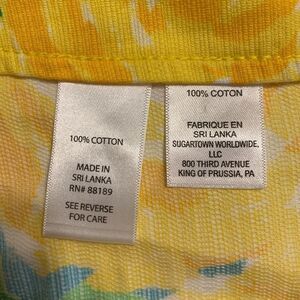 100% COTTON
MADE IN
SRI LANKA
RN# 88189
SEE REVERSE
FOR CARE
100% COTON
FABRIQUE EN
SRI LANKA
SUGARTOWN WORLDWIDE,
LLC
800 THIRD AVENUE
KING OF PRUSSIA, PA